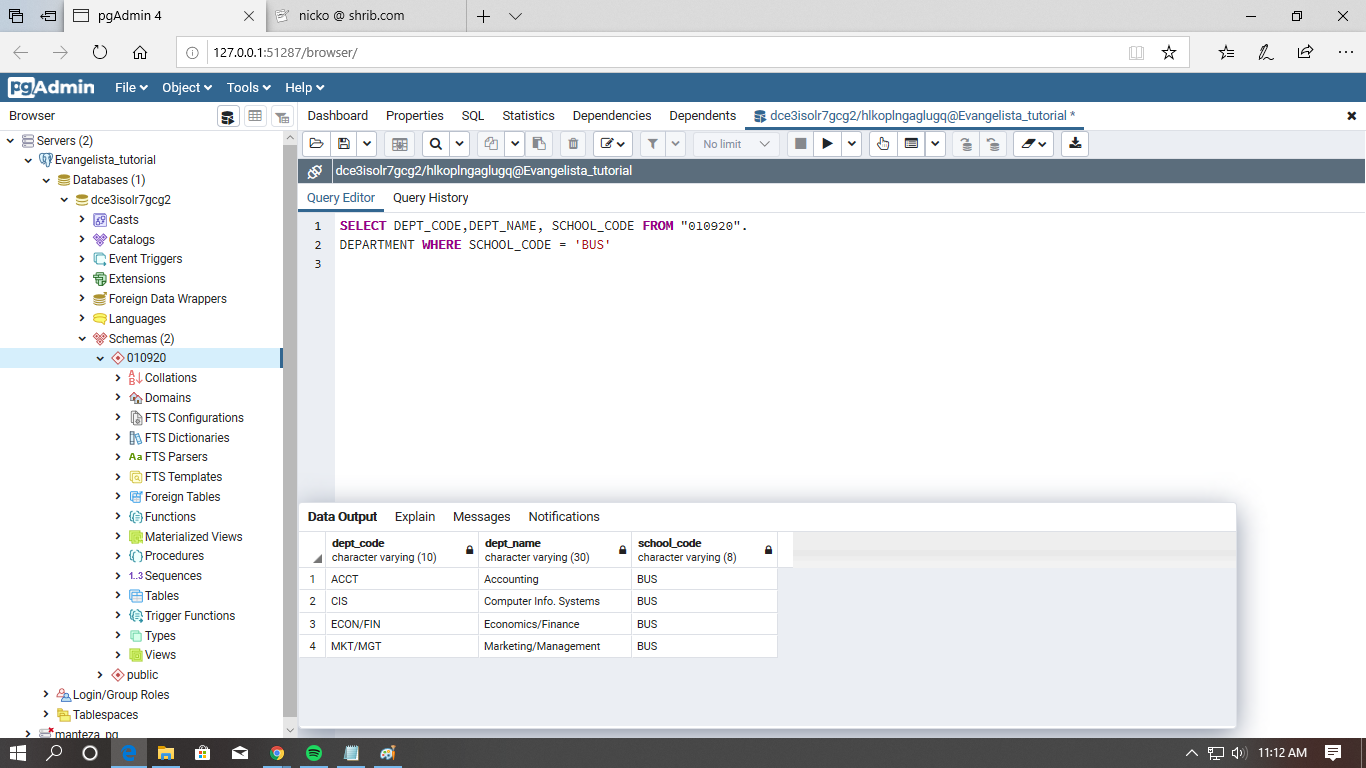 pgAdmin 4
nicko @ shrib.com
127.0.0.1:51287/browser/
pgAdmin File Object Tools Help
Browser
Dashboard Properties SQL Statistics Dependencies Dependents dce3isolr7gcg2/hlkoplngaglugq@Evangelista_tutorial *
No limit
dce3isolr7gcg2/hlkoplngaglugq@Evangelista_tutorial
Query Editor Query History
1 SELECT DEPT_CODE,DEPT_NAME, SCHOOL_CODE FROM "010920".
2 DEPARTMENT WHERE SCHOOL_CODE = 'BUS'
3
Servers (2)
Evangelista_tutorial
Databases (1)
dce3isolr7gcg2
Casts
Catalogs
Event Triggers
Extensions
Foreign Data Wrappers
Languages
Schemas (2)
010920
Collations
Domains
FTS Configurations
FTS Dictionaries
Aa FTS Parsers
FTS Templates
Foreign Tables
Functions
Materialized Views
Procedures
1..3 Sequences
Tables
Trigger Functions
Types
Views
public
Login/Group Roles
Tablespaces
manteza_pg
Data Output Explain Messages Notifications
dept_code dept_name school_code
character varying (10) character varying (30) character varying (8)
1 ACCT Accounting BUS
2 CIS Computer Info. Systems BUS
3 ECON/FIN Economics/Finance BUS
4 MKT/MGT Marketing/Management BUS
11:12 AM